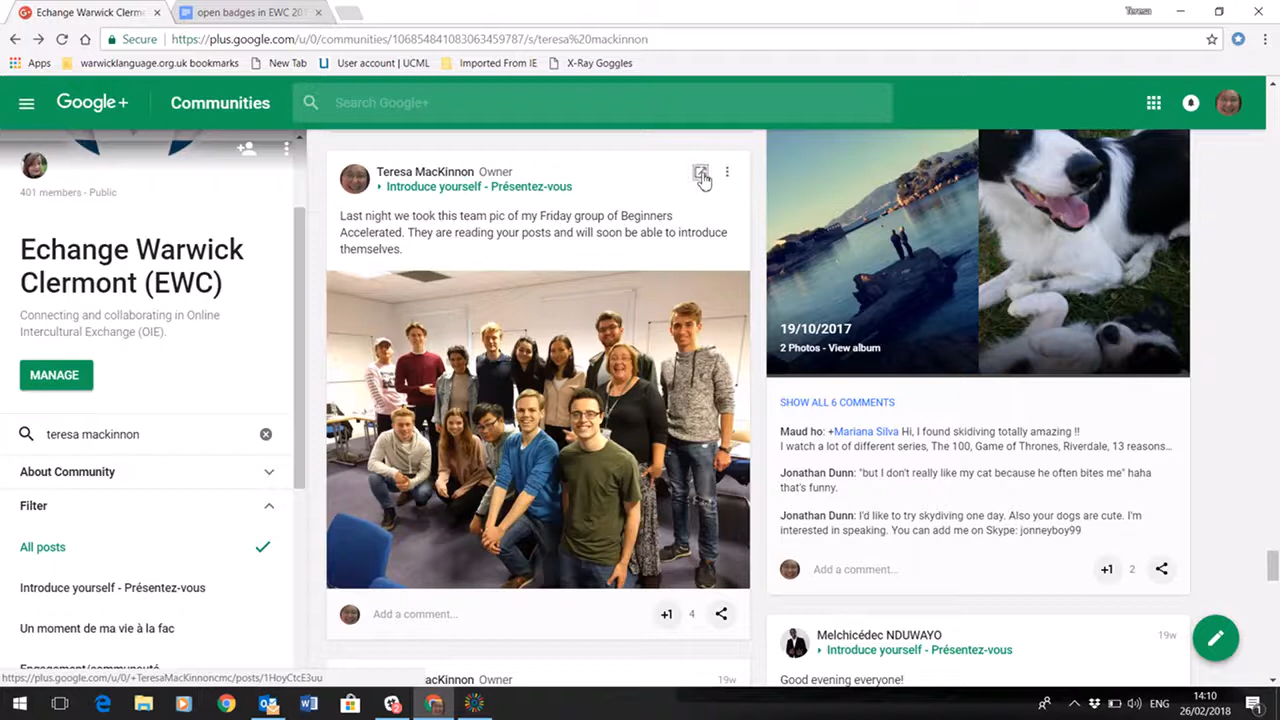 Echange Warwick Clerm
open badges in EWC 20
Teresa
Secure
https://plus.google.com/u/0/communities/106854841083063459787/s/teresa%20mackinnon
Apps
warwicklanguage.org.uk bookmarks
New Tab
User account | UCML
Imported From IE
X-Ray Goggles
Google+
Communities
Search Google+
401 members - Public
Echange Warwick
Clermont (EWC)
Connecting and collaborating in Online
Intercultural Exchange (OIE).
MANAGE
teresa mackinnon
About Community
Filter
All posts
Introduce yourself - Présentez-vous
Un moment de ma vie à la fac
Engagement/communauté
https://plus.google.com/u/0/+TeresaMacKinnoncmc/posts/1HoyCtcE3uu
Teresa MacKinnon Owner
Introduce yourself - Présentez-vous
Last night we took this team pic of my Friday group of Beginners
Accelerated. They are reading your posts and will soon be able to introduce
themselves.
Add a comment...
+1
4
acKinnon Owner
19w
19/10/2017
2 Photos - View album
SHOW ALL 6 COMMENTS
Maud ho: +Mariana Silva Hi, I found skidiving totally amazing !!
I watch a lot of different series, The 100, Game of Thrones, Riverdale, 13 reasons...
Jonathan Dunn: "but I don't really like my cat because he often bites me" haha
that's funny.
Jonathan Dunn: I'd like to try skydiving one day. Also your dogs are cute. I'm
interested in speaking. You can add me on Skype: jonneyboy99
Add a comment...
+1
2
Melchicédec NDUWAYO
19w
Introduce yourself - Présentez-vous
Good evening everyone!
ENG
14:10
26/02/2018